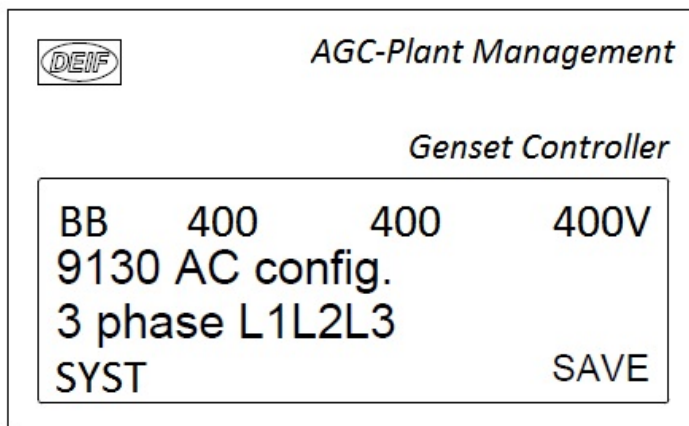 DEIF
AGC-Plant Management
Genset Controller
BB 400 400 400V
9130 AC config.
3 phase L1L2L3
SYST SAVE